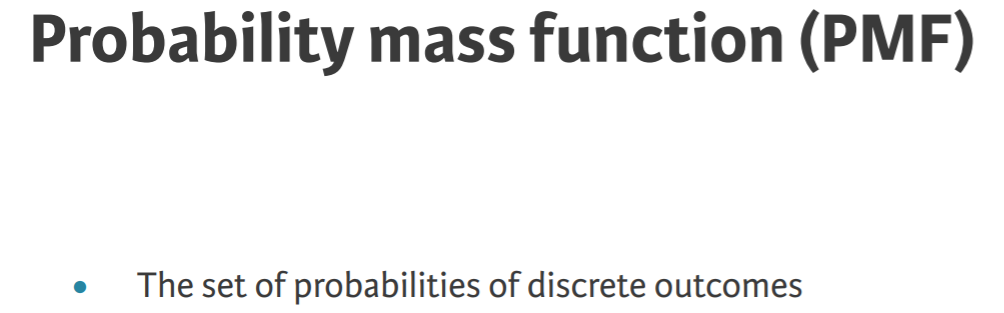 Probability mass function (PMF)
• The set of probabilities of discrete outcomes